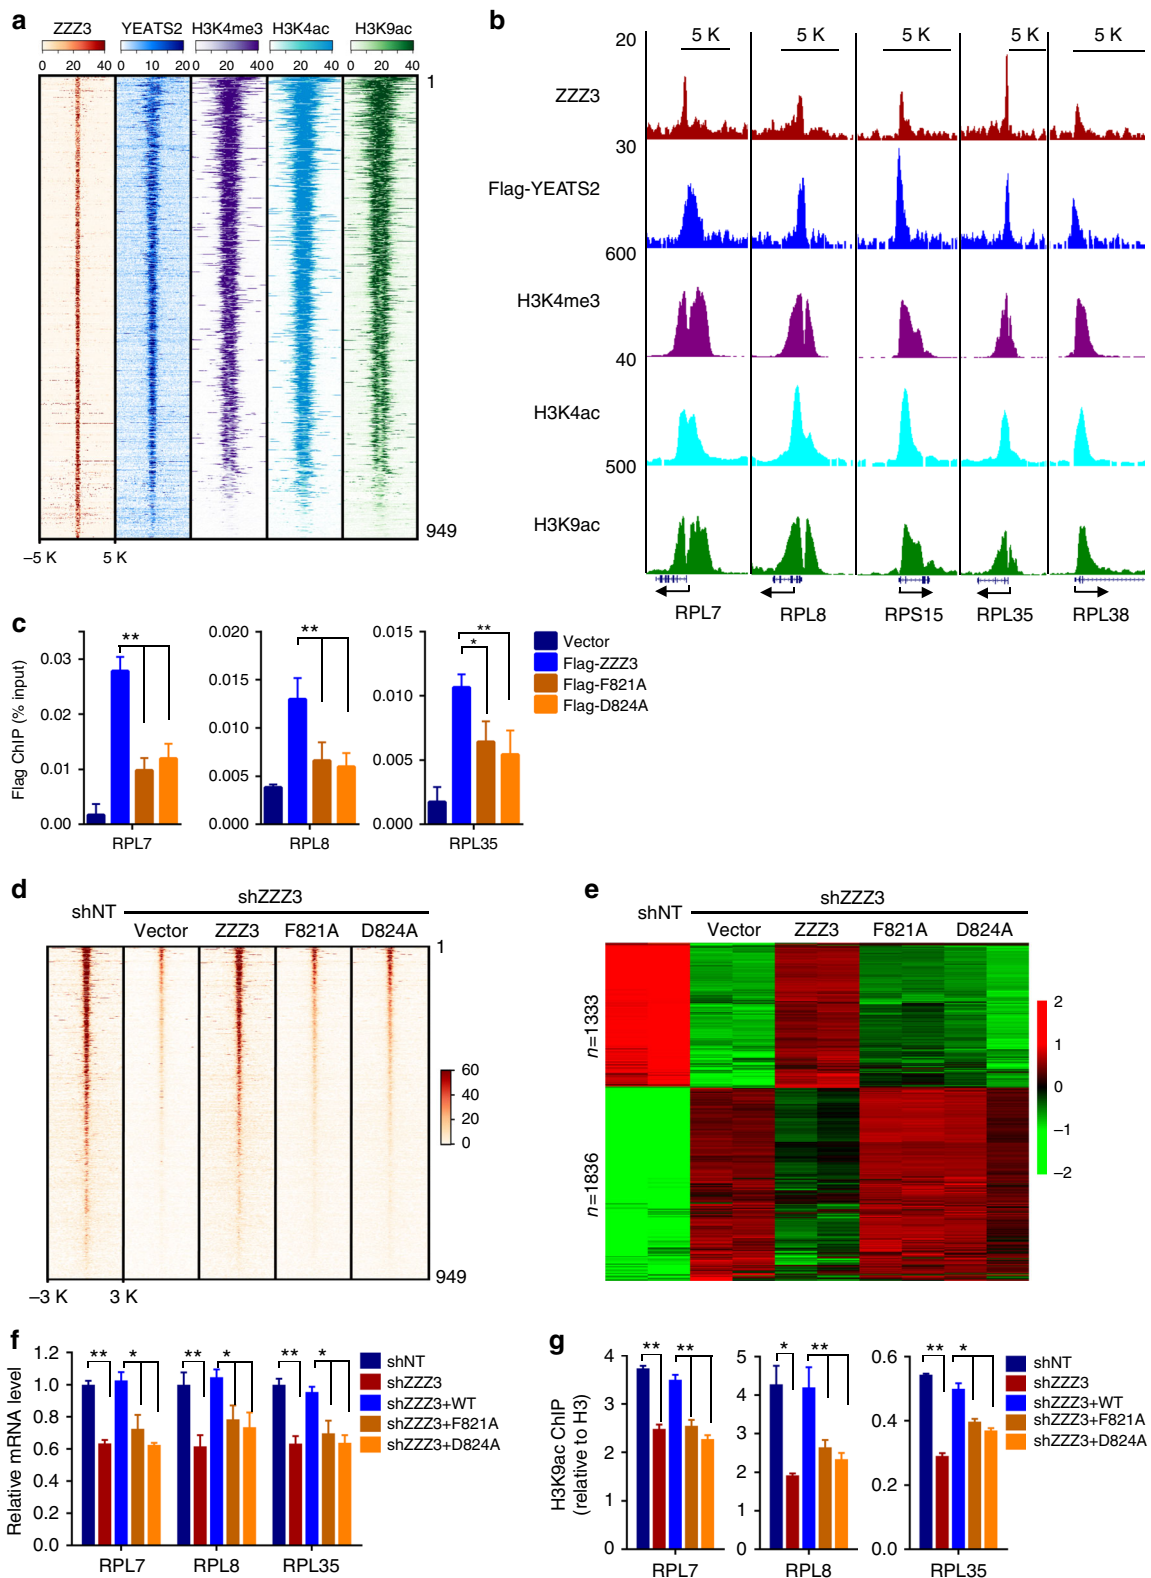 a
ZZZ3 YEATS2 H3K4me3 H3K4ac H3K9ac
0 20 40 0 10 20 0 20 40 0 20 40 0 20 40
1
949
–5 K 5 K
b
5 K 5 K 5 K 5 K 5 K
20
ZZZ3
30
Flag-YEATS2
600
H3K4me3
40
H3K4ac
500
H3K9ac
RPL7 RPL8 RPS15 RPL35 RPL38
c
Flag ChIP (% input)
0.03
0.02
0.01
0.00
**
RPL7
0.020
0.015
0.010
0.005
0.000
**
RPL8
0.015
0.010
0.005
0.000
**
*
RPL35
Vector
Flag-ZZZ3
Flag-F821A
Flag-D824A
d
shZZZ3
shNT
Vector ZZZ3 F821A D824A
1
949
–3 K 3 K
60
40
20
0
e
shZZZ3
shNT
Vector ZZZ3 F821A D824A
n=1333
n=1836
2
1
0
–1
–2
f
Relative mRNA level
1.2
1.0
0.8
0.6
0.4
0.2
0.0
** * ** * ** *
RPL7 RPL8 RPL35
shNT
shZZZ3
shZZZ3+WT
shZZZ3+F821A
shZZZ3+D824A
g
H3K9ac ChIP
(relative to H3)
4
3
2
1
0
** **
RPL7
5
4
3
2
1
0
* **
RPL8
0.6
0.4
0.2
0.0
** *
RPL35
shNT
shZZZ3
shZZZ3+WT
shZZZ3+F821A
shZZZ3+D824A